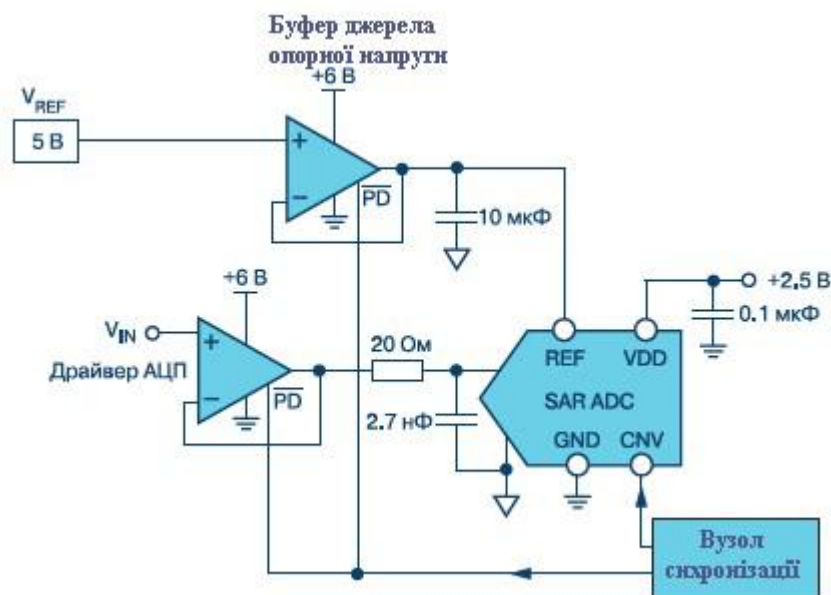 Буфер джерела
опорної напруги
+6 В
V_REF
5 В
+
−
PD
10 мкФ
+6 В
+2.5 В
V_IN
+
0.1 мкФ
20 Ом
REF VDD
Драйвер АЦП
−
PD
SAR ADC
2.7 нФ
GND CNV
Вузол
снхронізації